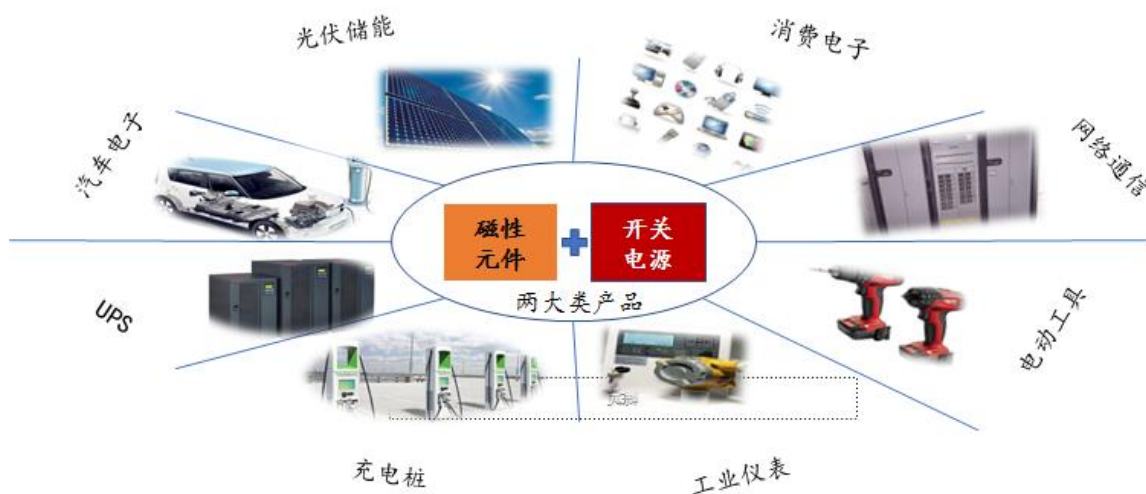 光伏储能
消费电子
汽车电子
网络通信
磁性
元件
开关
电源
两大类产品
UPS
电动工具
充电桩
工业仪表